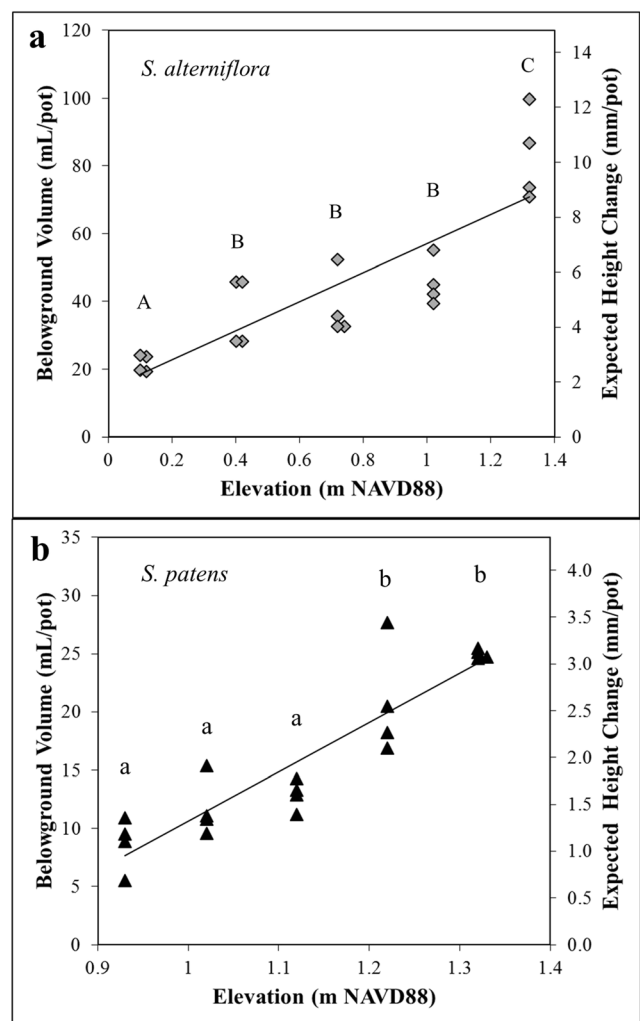 a
S. alterniflora
Belowground Volume (mL/pot)
Expected Height Change (mm/pot)
120
100
80
60
40
20
0
14
12
10
8
6
4
2
0
A
B
B
B
C
0 0.2 0.4 0.6 0.8 1 1.2 1.4
Elevation (m NAVD88)
b
S. patens
Belowground Volume (mL/pot)
Expected Height Change (mm/pot)
35
30
25
20
15
10
5
0
4.0
3.5
3.0
2.5
2.0
1.5
1.0
0.5
0.0
a
a
a
b
b
0.9 1 1.1 1.2 1.3 1.4
Elevation (m NAVD88)